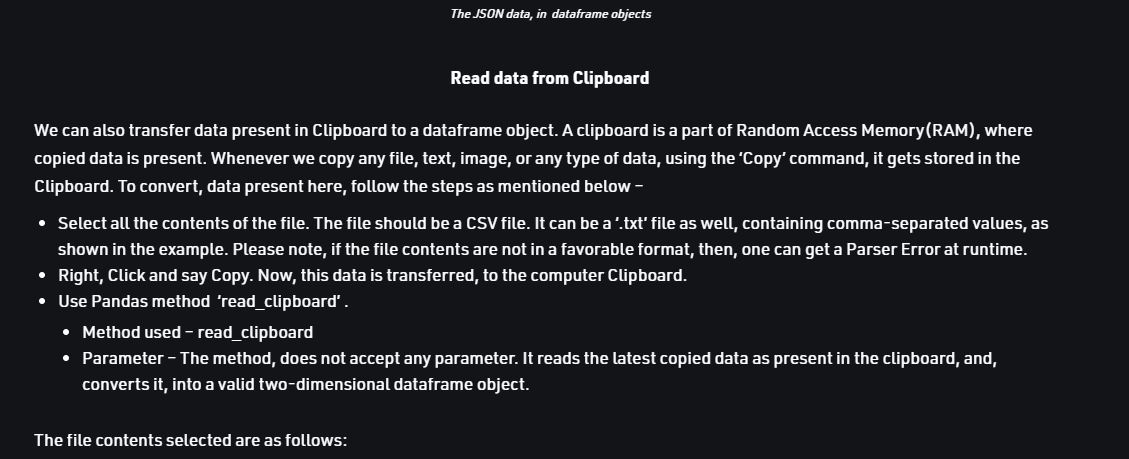 The JSON data, in  dataframe objects
Read data from Clipboard
We can also transfer data present in Clipboard to a dataframe object. A clipboard is a part of Random Access Memory(RAM), where
copied data is present. Whenever we copy any file, text, image, or any type of data, using the ‘Copy’ command, it gets stored in the
Clipboard. To convert, data present here, follow the steps as mentioned below –
• Select all the contents of the file. The file should be a CSV file. It can be a ‘.txt’ file as well, containing comma-separated values, as
shown in the example. Please note, if the file contents are not in a favorable format, then, one can get a Parser Error at runtime.
• Right, Click and say Copy. Now, this data is transferred, to the computer Clipboard.
• Use Pandas method  ‘read_clipboard’ .
• Method used – read_clipboard
• Parameter – The method, does not accept any parameter. It reads the latest copied data as present in the clipboard, and,
converts it, into a valid two-dimensional dataframe object.
The file contents selected are as follows: